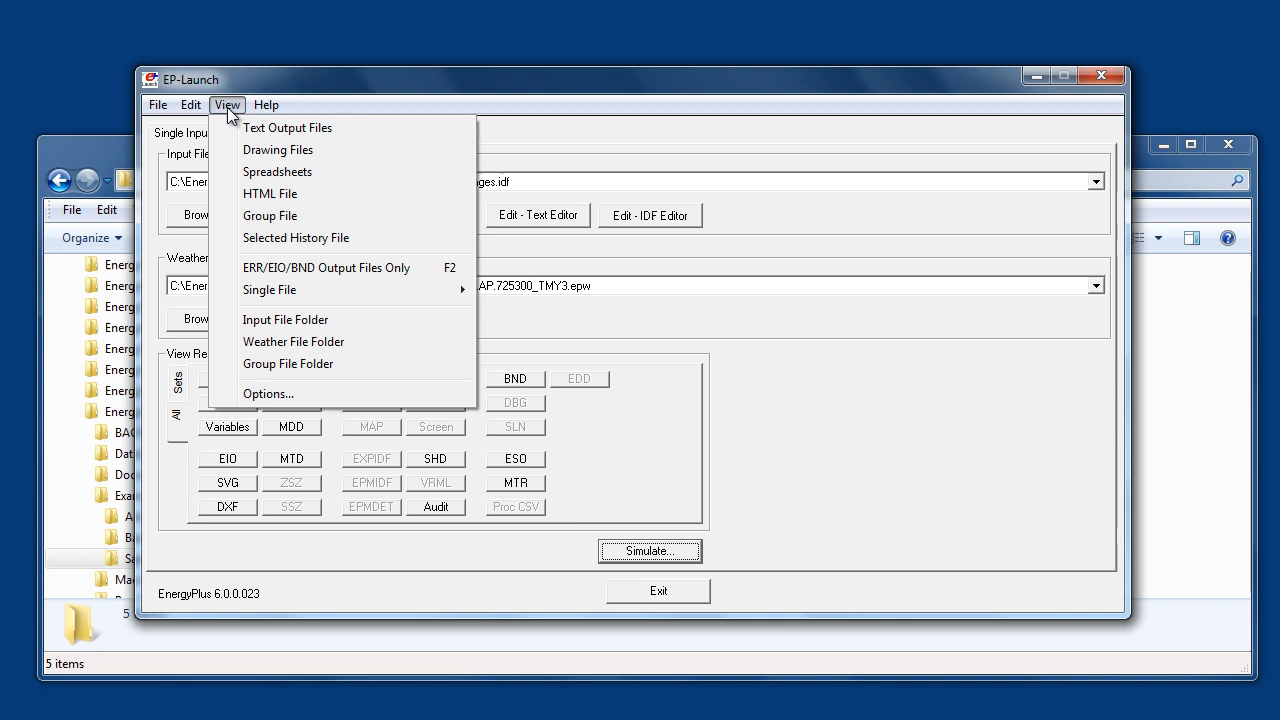 EP-Launch
File Edit View Help
Text Output Files
Drawing Files
Spreadsheets
HTML File
Group File
Selected History File
ERR/EIO/BND Output Files Only F2
Single File
Input File Folder
Weather File Folder
Group File Folder
Options...
Single Inpu
Input File
C:\Ener ges.idf
Brow Edit - Text Editor Edit - IDF Editor
Weather
C:\Ener .AP.725300_TMY3.epw
Brow
View Re
Sets
All
BND EDD
DBG
Variables MDD MAP Screen SLN
EIO MTD EXPIDF SHD ESO
SVG ZSZ EPMIDF VRML MTR
DXF SSZ EPMDET Audit Proc CSV
Simulate...
EnergyPlus 6.0.0.023
Exit
File Edit
Organize
Energ
Energ
Energ
Energ
Energ
Energ
Energ
Energ
BAC
Dat
Doc
Exa
A
Ba
Sa
Mac
5
5 items